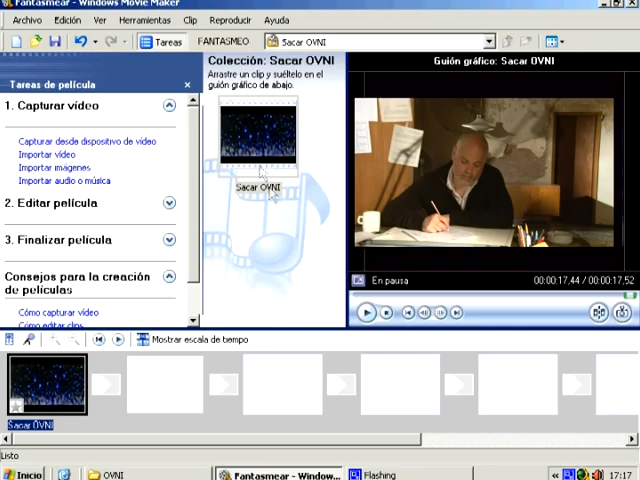 Fantasmear - Windows Movie Maker
Archivo Edición Ver Herramientas Clip Reproducir Ayuda
Tareas FANTASMEO Sacar OVNI
Tareas de película
1. Capturar vídeo
Capturar desde dispositivo de vídeo
Importar vídeo
Importar imágenes
Importar audio o música
2. Editar película
3. Finalizar película
Consejos para la creación
de películas
Cómo capturar vídeo
Cómo editar clips
Colección: Sacar OVNI
Arrastre un clip y suéltelo en el
guión gráfico de abajo.
Sacar OVNI
Guión gráfico: Sacar OVNI
En pausa
00:00:17,44 / 00:00:17,52
Mostrar escala de tiempo
Sacar OVNI
Listo
Inicio OVNI Fantasmear - Window... Flashing « 17:17